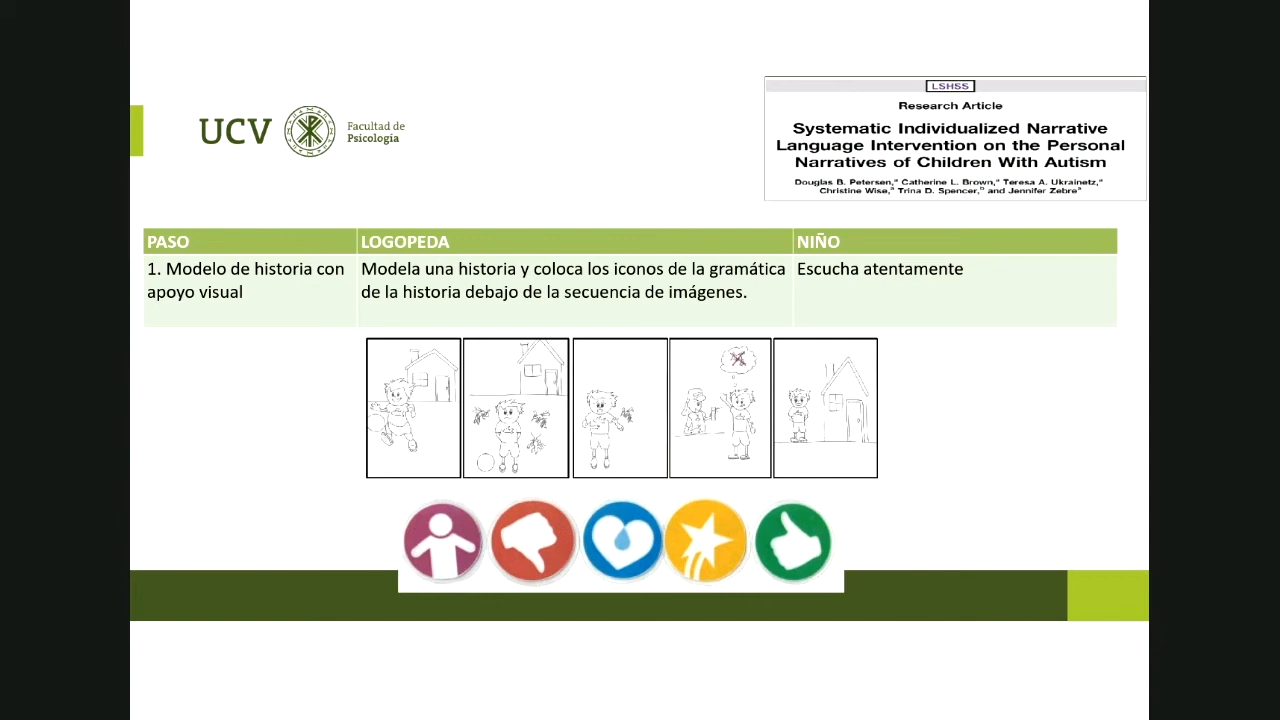 UCV
Facultad de
Psicología
LSHSS
Research Article
Systematic Individualized Narrative
Language Intervention on the Personal
Narratives of Children With Autism
Douglas B. Petersen,ᵃ Catherine L. Brown,ᵃ Teresa A. Ukrainetz,ᵃ
Christine Wise,ᵃ Trina D. Spencer,ᵇ and Jennifer Zebreᵃ
PASO LOGOPEDA NIÑO
1. Modelo de historia con Modela una historia y coloca los iconos de la gramática Escucha atentamente
apoyo visual de la historia debajo de la secuencia de imágenes.